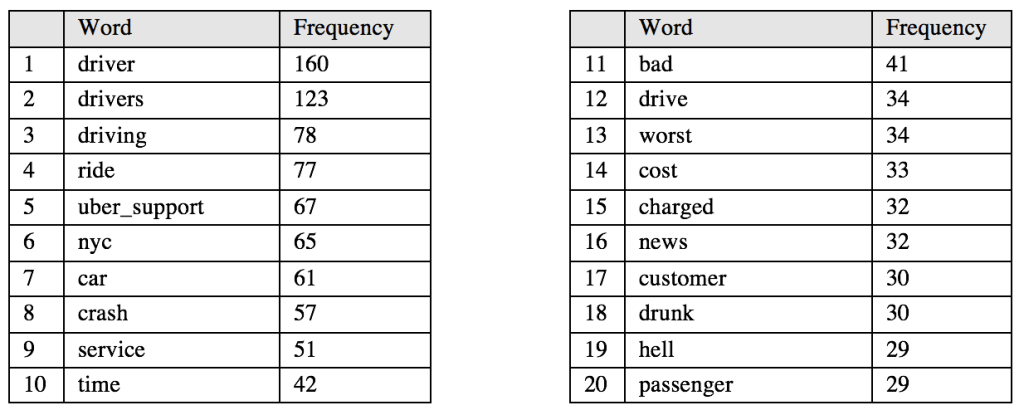 Word Frequency
1 driver 160
2 drivers 123
3 driving 78
4 ride 77
5 uber_support 67
6 nyc 65
7 car 61
8 crash 57
9 service 51
10 time 42
Word Frequency
11 bad 41
12 drive 34
13 worst 34
14 cost 33
15 charged 32
16 news 32
17 customer 30
18 drunk 30
19 hell 29
20 passenger 29